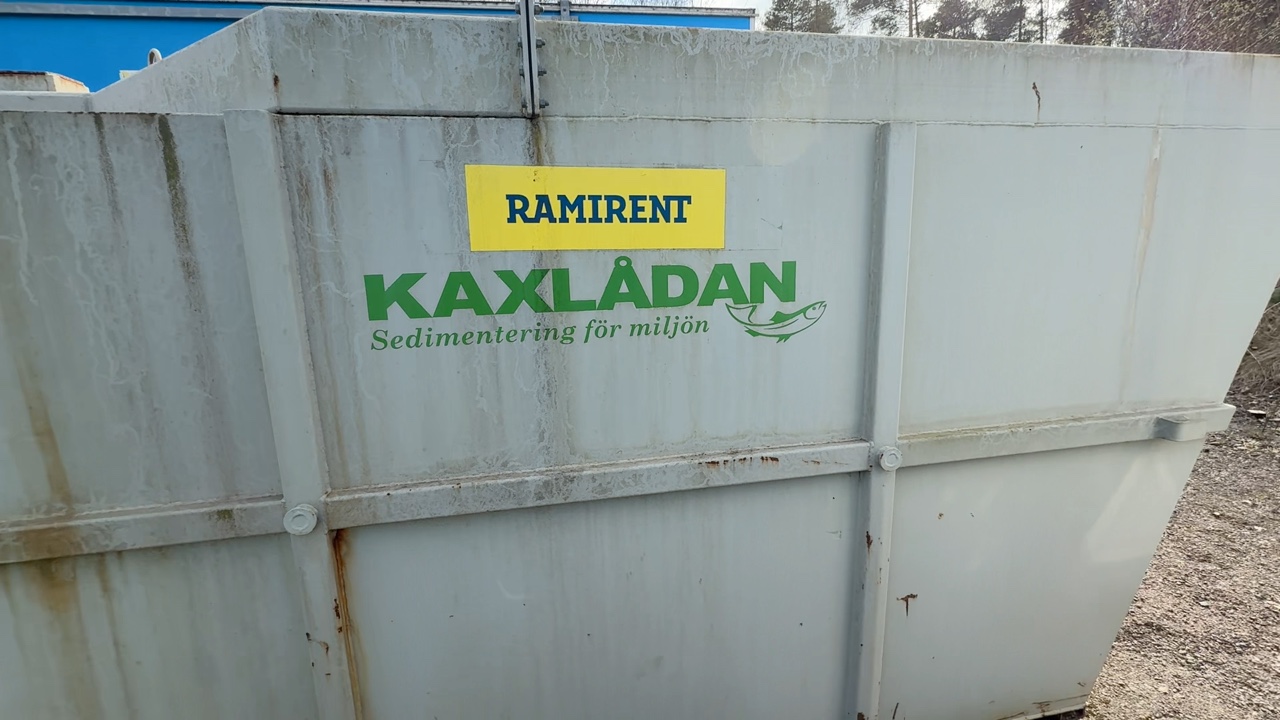 RAMIRENT
KAXLÅDAN
Sedimentering för miljön